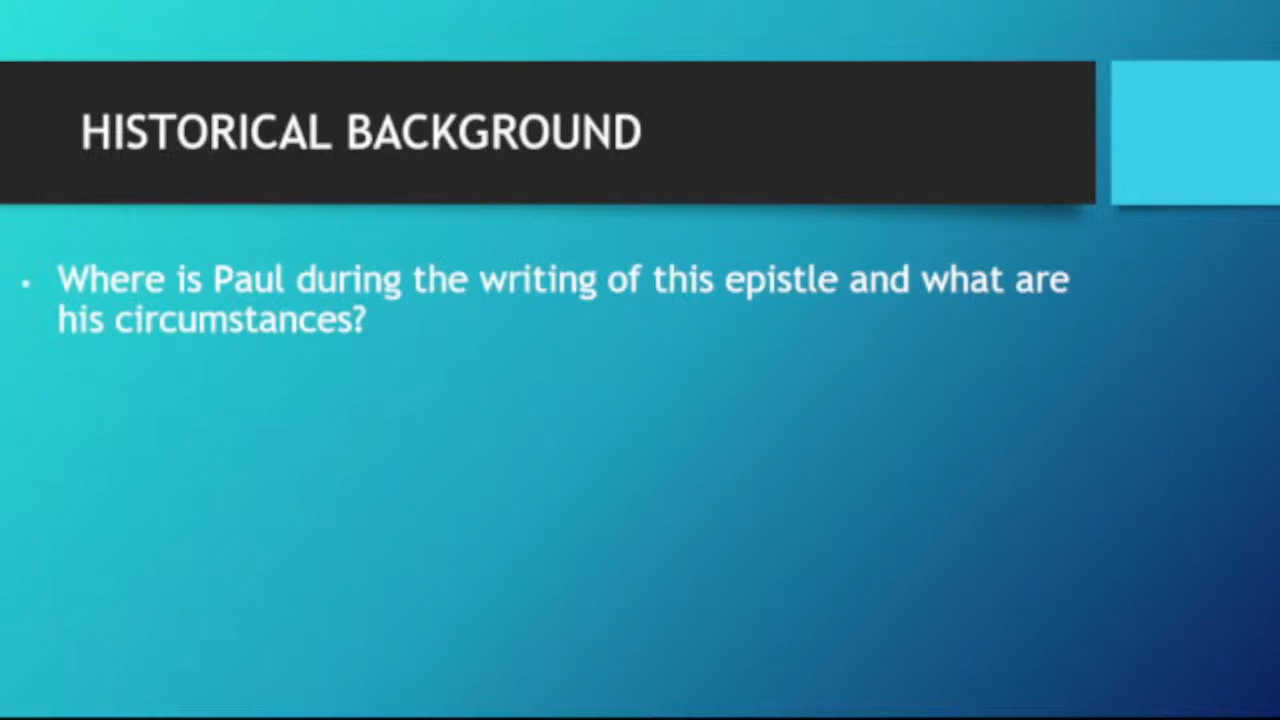 HISTORICAL BACKGROUND
• Where is Paul during the writing of this epistle and what are
his circumstances?